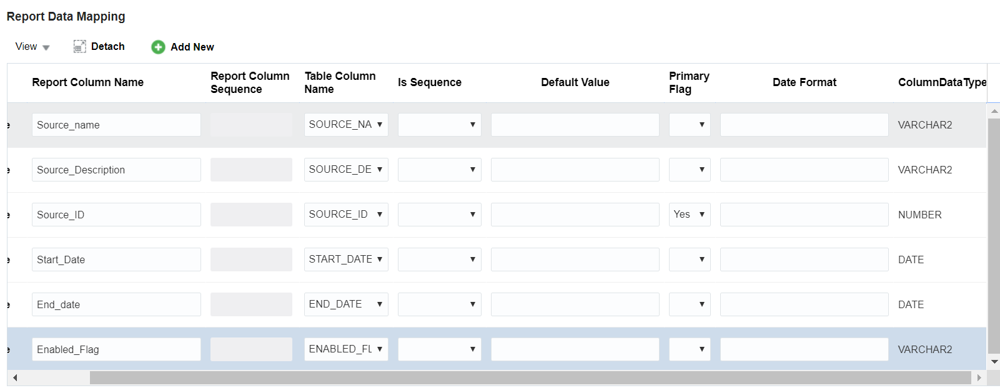 Report Data Mapping
View Detach Add New
Report Column Name Report Column Sequence Table Column Name Is Sequence Default Value Primary Flag Date Format ColumnDataType
e Source_name SOURCE_NA VARCHAR2
e Source_Description SOURCE_DE VARCHAR2
e Source_ID SOURCE_ID Yes NUMBER
e Start_Date START_DATE DATE
e End_date END_DATE DATE
e Enabled_Flag ENABLED_FL VARCHAR2